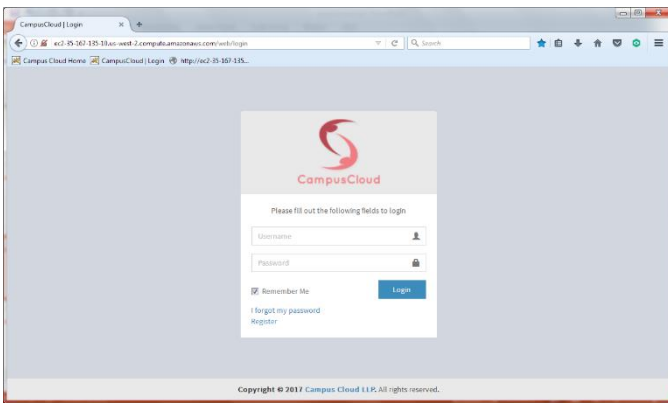 CampusCloud | Login
ec2-35-167-135-10.us-west-2.compute.amazonaws.com/web/login
Search
Campus Cloud Home CampusCloud | Login http://ec2-35-167-135...
CampusCloud
Please fill out the following fields to login
Username
Password
Remember Me
Login
I forgot my password
Register
Copyright © 2017 Campus Cloud LLP. All rights reserved.